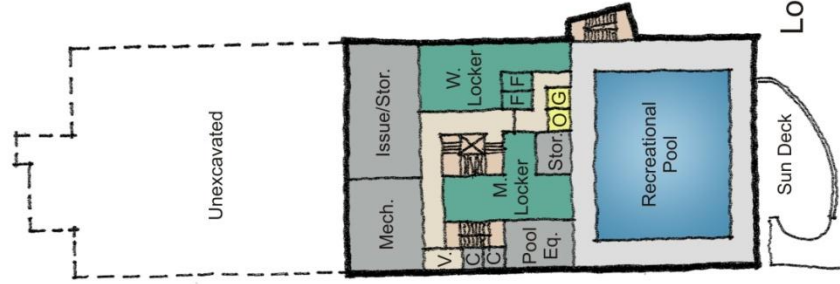 Unexcavated
Mech.
Issue/Stor.
V.
C
C
Pool
Eq.
M.
Locker
Stor.
W.
Locker
F
F
F
F
O
G
Recreational
Pool
Sun Deck
Lo